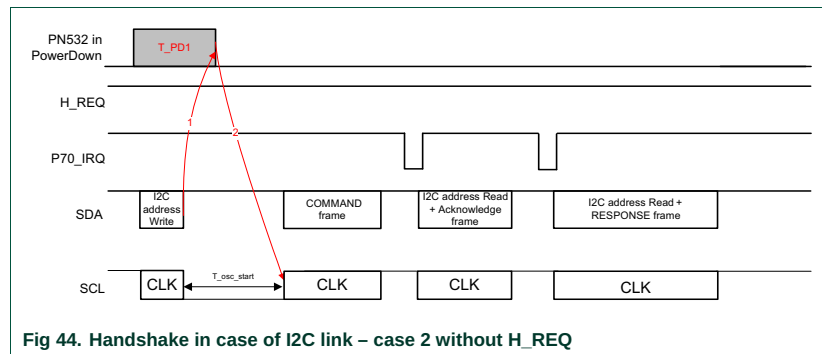 PN532 in
PowerDown
T_PD1
H_REQ
1
2
P70_IRQ
SDA
I2C
address
Write
COMMAND
frame
I2C address Read
+ Acknowledge
frame
I2C address Read +
RESPONSE frame
SCL
CLK
T_osc_start
CLK
CLK
CLK
Fig 44. Handshake in case of I2C link – case 2 without H_REQ